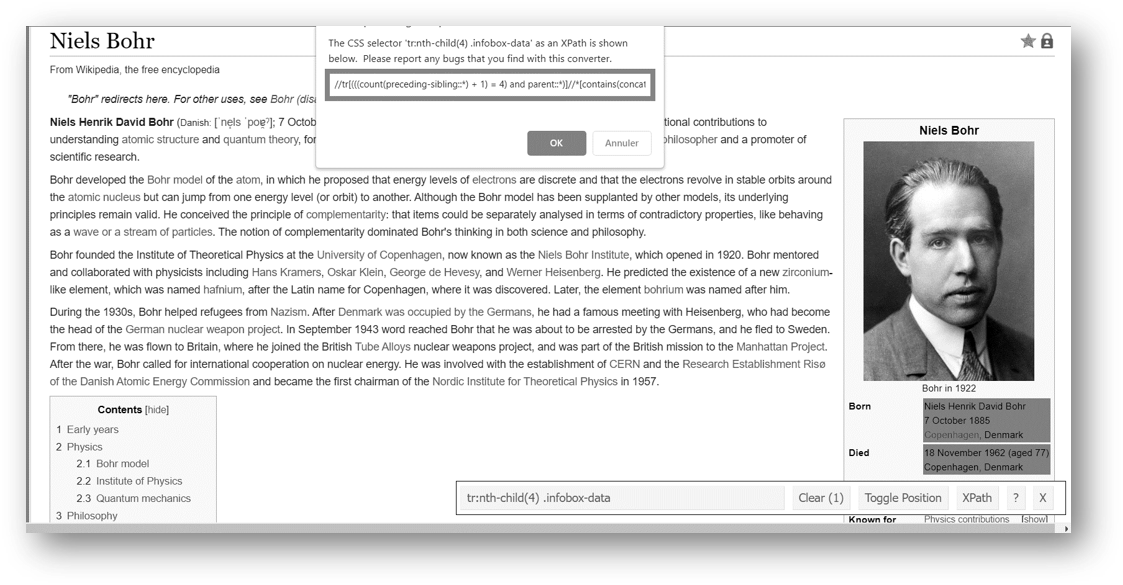 The CSS selector 'tr:nth-child(4) .infobox-data' as an XPath is shown
below. Please report any bugs that you find with this converter.
//tr[(((count(preceding-sibling::*) + 1) = 4) and parent::*)]//*[contains(concat
OK
Annuler
Niels Bohr
From Wikipedia, the free encyclopedia
"Bohr" redirects here. For other uses, see Bohr (disa
Niels Henrik David Bohr (Danish: 7 Octob tional contributions to
understanding atomic structure and quantum theory, for philosopher and a promoter of
scientific research.
Bohr developed the Bohr model of the atom, in which he proposed that energy levels of electrons are discrete and that the electrons revolve in stable orbits around
the atomic nucleus but can jump from one energy level (or orbit) to another. Although the Bohr model has been supplanted by other models, its underlying
principles remain valid. He conceived the principle of complementarity: that items could be separately analysed in terms of contradictory properties, like behaving
as a wave or a stream of particles. The notion of complementarity dominated Bohr's thinking in both science and philosophy.
Bohr founded the Institute of Theoretical Physics at the University of Copenhagen, now known as the Niels Bohr Institute, which opened in 1920. Bohr mentored
and collaborated with physicists including Hans Kramers, Oskar Klein, George de Hevesy, and Werner Heisenberg. He predicted the existence of a new zirconium-
like element, which was named hafnium, after the Latin name for Copenhagen, where it was discovered. Later, the element bohrium was named after him.
During the 1930s, Bohr helped refugees from Nazism. After Denmark was occupied by the Germans, he had a famous meeting with Heisenberg, who had become
the head of the German nuclear weapon project. In September 1943 word reached Bohr that he was about to be arrested by the Germans, and he fled to Sweden.
From there, he was flown to Britain, where he joined the British Tube Alloys nuclear weapons project, and was part of the British mission to the Manhattan Project.
After the war, Bohr called for international cooperation on nuclear energy. He was involved with the establishment of CERN and the Research Establishment Risø
of the Danish Atomic Energy Commission and became the first chairman of the Nordic Institute for Theoretical Physics in 1957.
Contents [hide]
1 Early years
2 Physics
2.1 Bohr model
2.2 Institute of Physics
2.3 Quantum mechanics
3 Philosophy
Niels Bohr
Bohr in 1922
Born Niels Henrik David Bohr
7 October 1885
Copenhagen, Denmark
Died 18 November 1962 (aged 77)
Copenhagen, Denmark
Known for Physics contributions [show]
tr:nth-child(4) .infobox-data
Clear (1)
Toggle Position
XPath
?
X